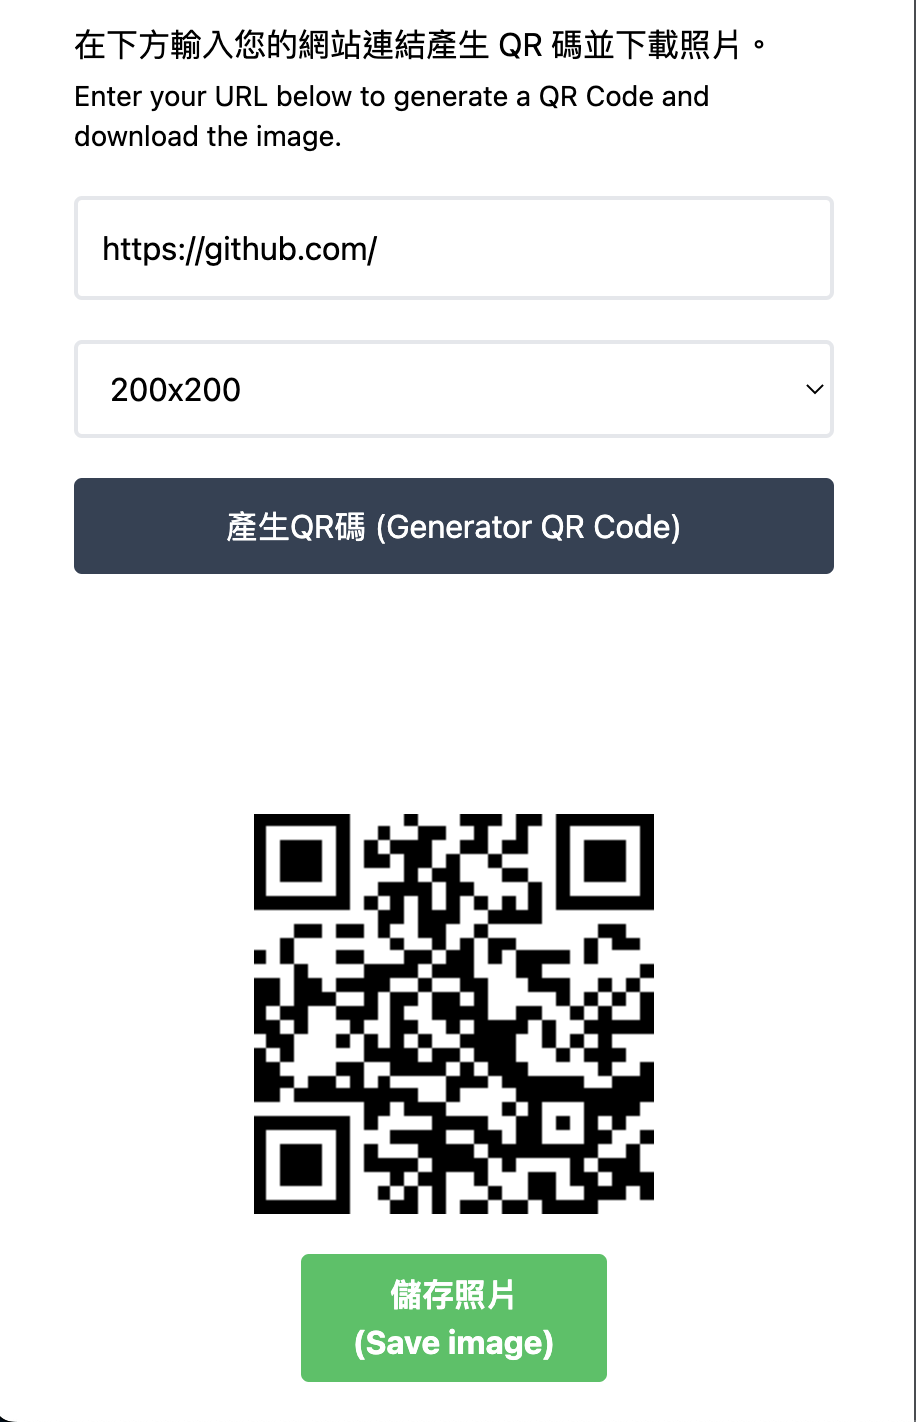 在下方輸入您的網站連結產生 QR 碼並下載照片。
Enter your URL below to generate a QR Code and
download the image.
https://github.com/
200x200
產生QR碼 (Generator QR Code)
儲存照片
(Save image)